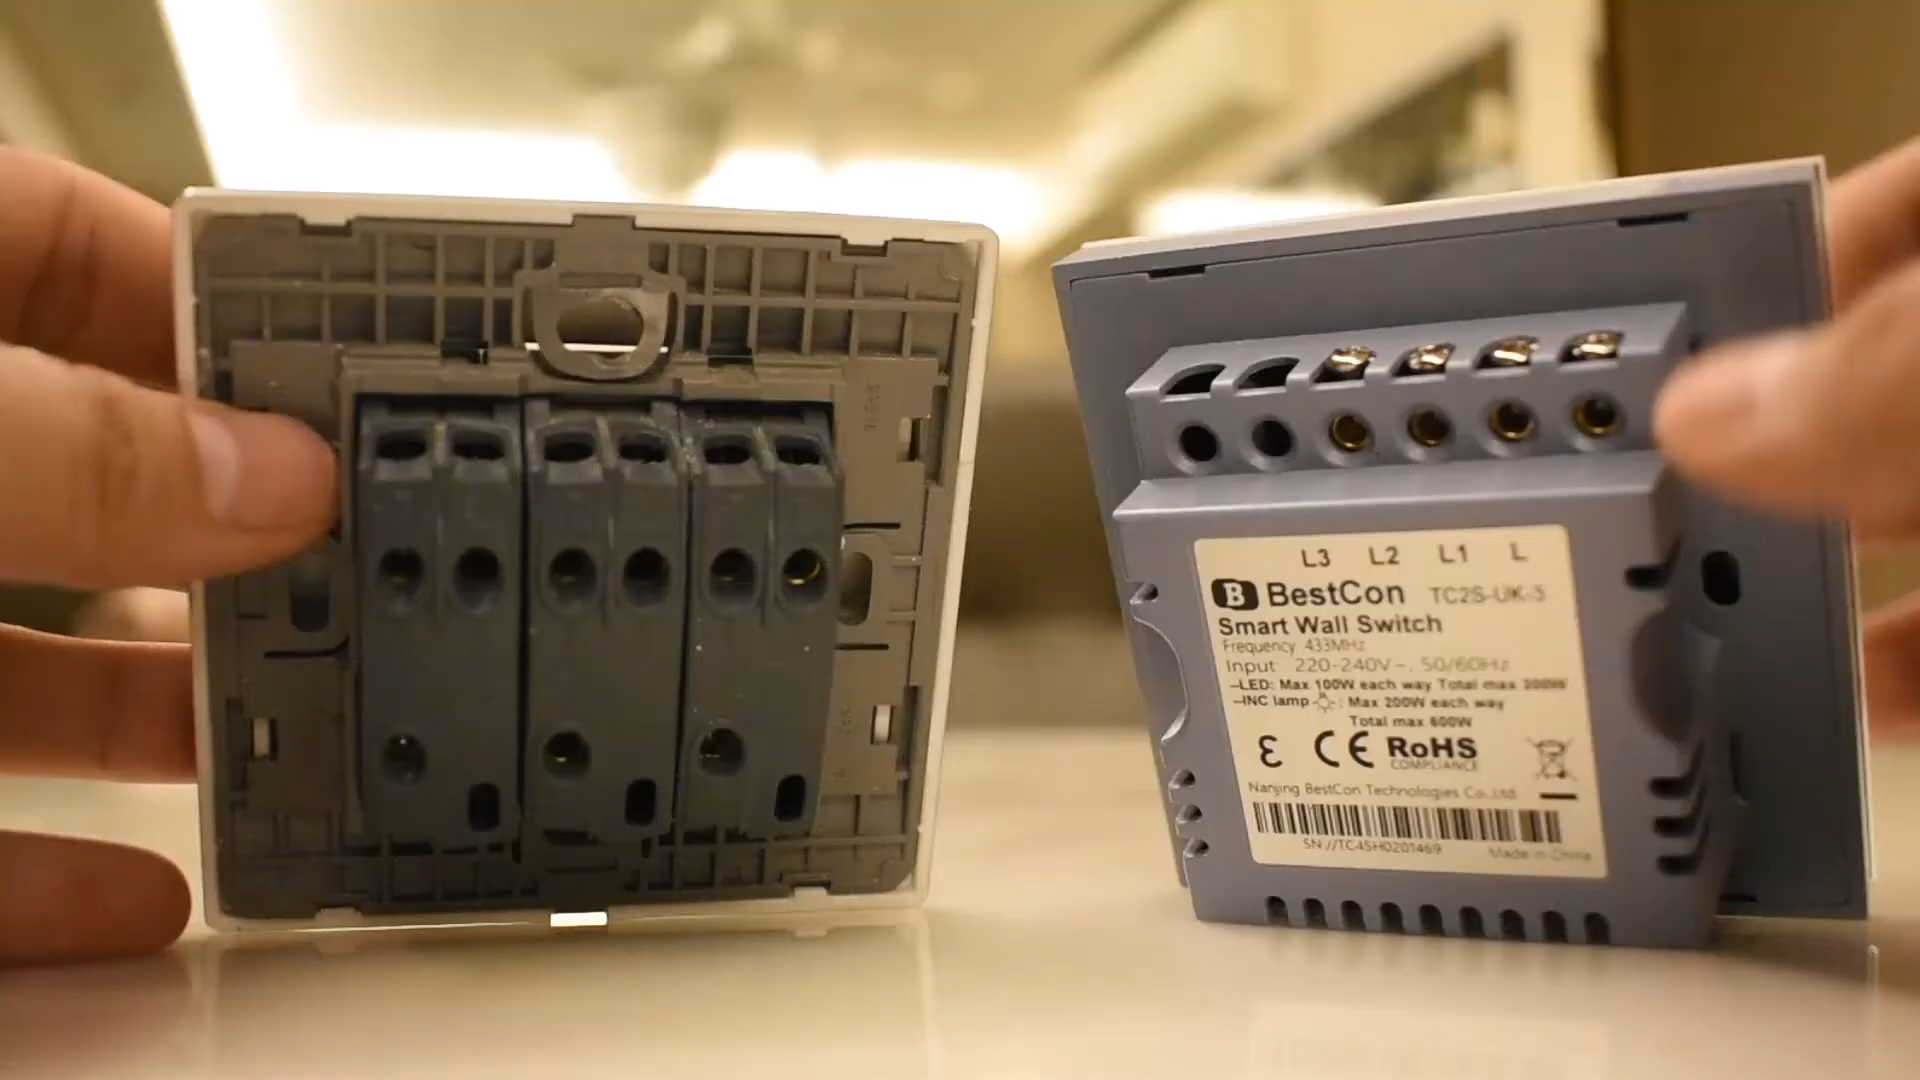 L3 L2 L1 L
B BestCon TC2S-UK-3
Smart Wall Switch
Frequency 433MHz
Input 220-240V~, 50/60Hz
-LED: Max 100W each way Total max 300W
-INC lamp : Max 200W each way
Total max 600W
CE RoHS
COMPLIANCE
Nanjing BestCon Technologies Co.,Ltd
SN://TC45H0201469
Made in China